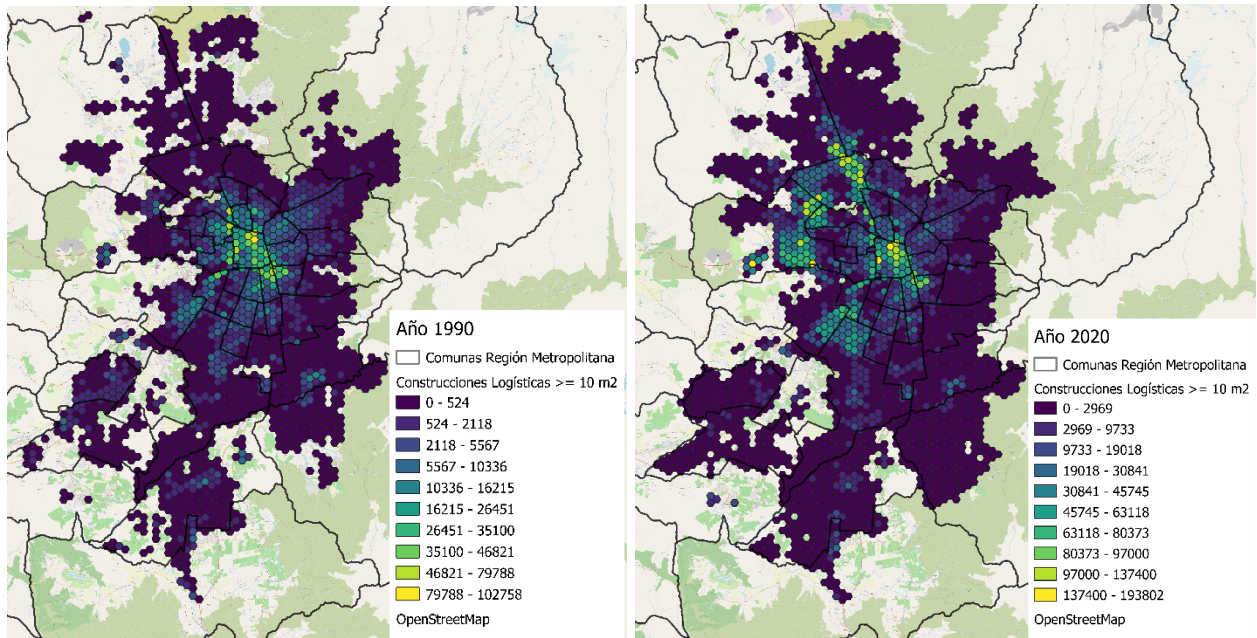 Año 1990
Comunas Región Metropolitana
Construcciones Logísticas >= 10 m2
0 - 524
524 - 2118
2118 - 5567
5567 - 10336
10336 - 16215
16215 - 26451
26451 - 35100
35100 - 46821
46821 - 79788
79788 - 102758
OpenStreetMap
Año 2020
Comunas Región Metropolitana
Construcciones Logísticas >= 10 m2
0 - 2969
2969 - 9733
9733 - 19018
19018 - 30841
30841 - 45745
45745 - 63118
63118 - 80373
80373 - 97000
97000 - 137400
137400 - 193802
OpenStreetMap